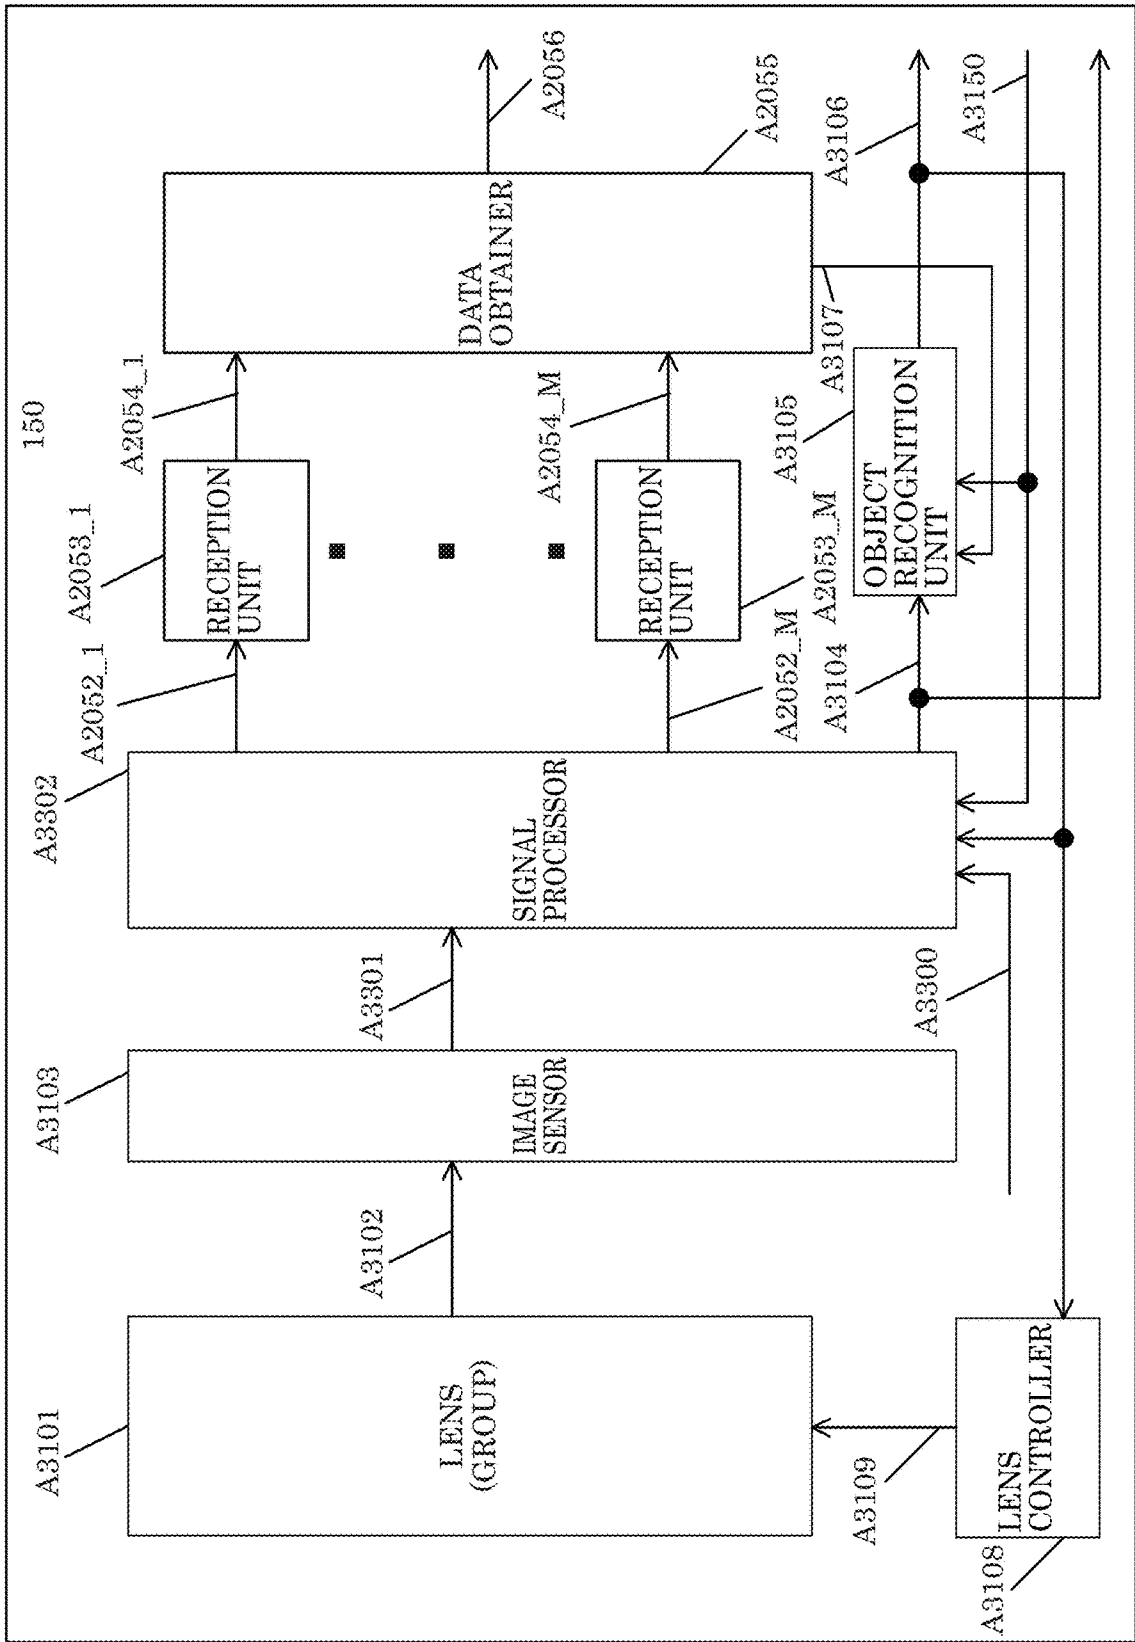 150
A3101
LENS
(GROUP)
A3102
A3103
IMAGE
SENSOR
A3301
A3302
SIGNAL
PROCESSOR
A2052_1
A2053_1
RECEPTION
UNIT
A2054_1
A2052_M
A2053_M
RECEPTION
UNIT
A2054_M
DATA
OBTAINER
A2055
A2056
A3104
A3105
OBJECT
RECOGNITION
UNIT
A3107
A3106
A3150
A3300
A3109
A3108
LENS
CONTROLLER